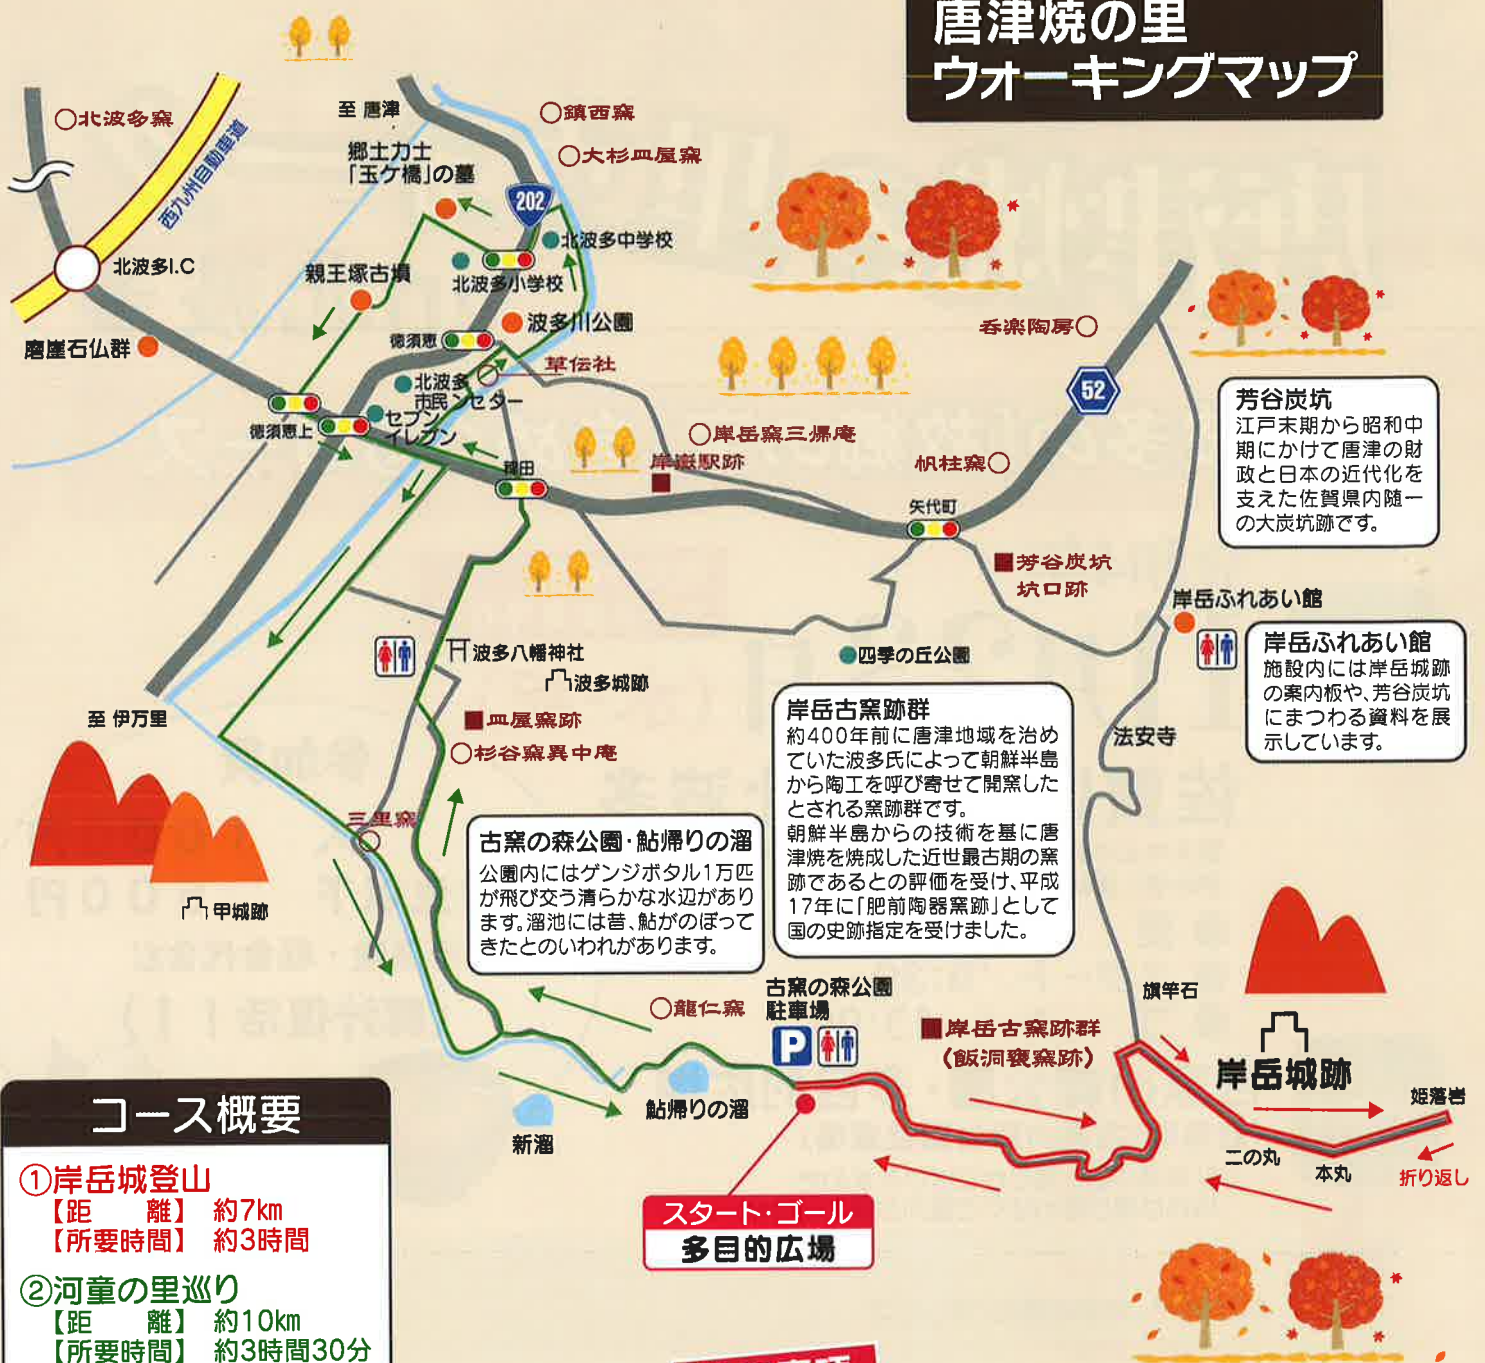 唐津焼の里
ウォーキングマップ
至 唐津
○鎮西窯
○北波多窯
○大杉皿屋窯
西九州自動車道
郷土力士
「玉ケ橋」の墓
202
北波多中学校
北波多I.C
親王塚古墳
北波多小学校
波多川公園
徳須恵
磨崖石仏群
草伝社
北波多
市民センター
セブン
イレブン
徳須恵上
稗田
呑楽陶房○
52
○岸岳窯三帰庵
岸嶽駅跡
帆柱窯○
矢代町
芳谷炭坑
江戸末期から昭和中
期にかけて唐津の財
政と日本の近代化を
支えた佐賀県内随一
の大炭坑跡です。
■芳谷炭坑
坑口跡
岸岳ふれあい館
岸岳ふれあい館
施設内には岸岳城跡
の案内板や、芳谷炭坑
にまつわる資料を展
示しています。
波多八幡神社
波多城跡
四季の丘公園
至 伊万里
■皿屋窯跡
○杉谷窯異中庵
法安寺
岸岳古窯跡群
約400年前に唐津地域を治め
ていた波多氏によって朝鮮半島
から陶工を呼び寄せて開窯した
とされる窯跡群です。
朝鮮半島からの技術を基に唐
津焼を焼成した近世最古期の窯
跡であるとの評価を受け、平成
17年に「肥前陶器窯跡」として
国の史跡指定を受けました。
三里窯
古窯の森公園・鮎帰りの溜
公園内にはゲンジボタル1万匹
が飛び交う清らかな水辺があり
ます。溜池には昔、鮎がのぼって
きたとのいわれがあります。
甲城跡
○龍仁窯
古窯の森公園
駐車場
P
■岸岳古窯跡群
(飯洞甕窯跡)
旗竿石
岸岳城跡
姫落岩
新溜
鮎帰りの溜
二の丸
本丸
折り返し
スタート・ゴール
多目的広場
コース概要
①岸岳城登山
【距 離】 約7km
【所要時間】 約3時間
②河童の里巡り
【距 離】 約10km
【所要時間】 約3時間30分